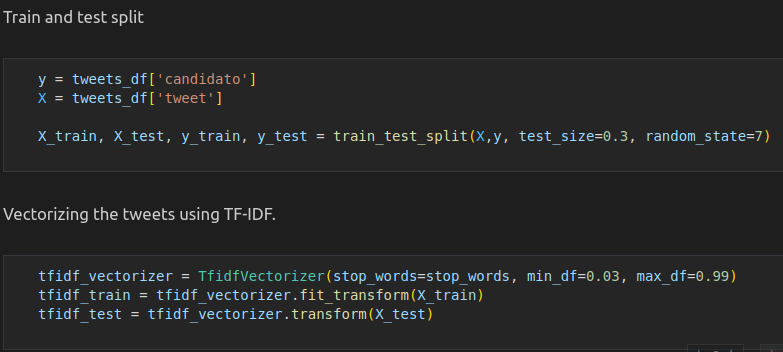 Train and test split
y = tweets_df['candidato']
X = tweets_df['tweet']
X_train, X_test, y_train, y_test = train_test_split(X,y, test_size=0.3, random_state=7)
Vectorizing the tweets using TF-IDF.
tfidf_vectorizer = TfidfVectorizer(stop_words=stop_words, min_df=0.03, max_df=0.99)
tfidf_train = tfidf_vectorizer.fit_transform(X_train)
tfidf_test = tfidf_vectorizer.transform(X_test)